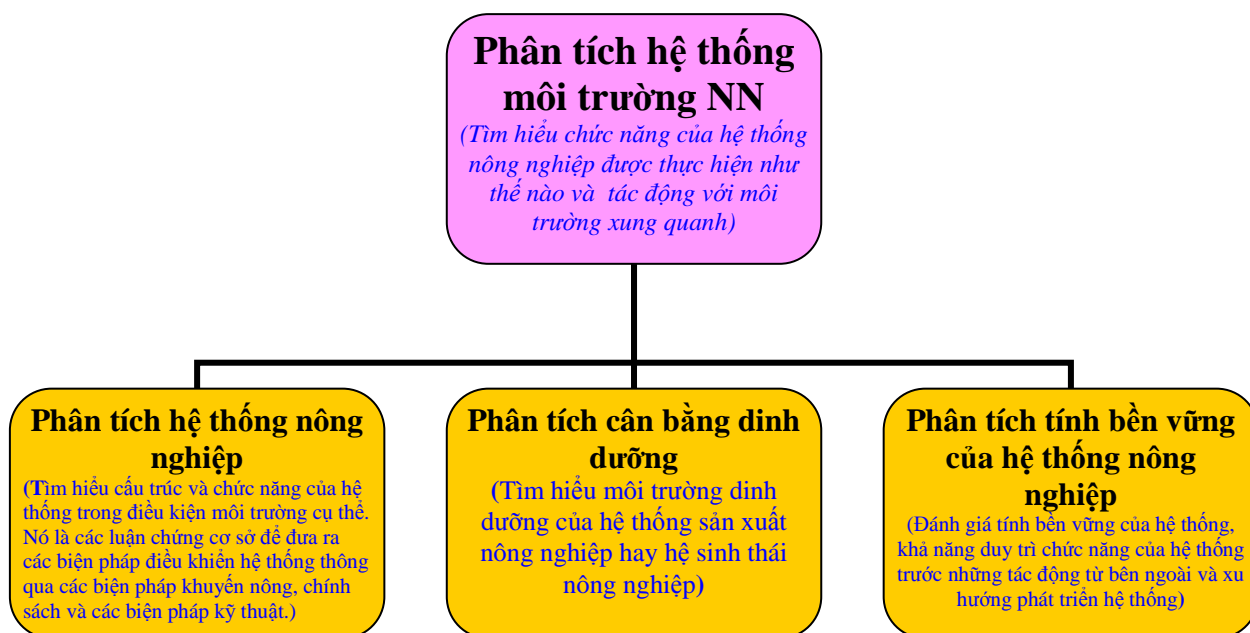 Phân tích hệ thống
môi trường NN
(Tìm hiểu chức năng của hệ thống
nông nghiệp được thực hiện như
thế nào và tác động với môi
trường xung quanh)
Phân tích hệ thống nông
nghiệp
(Tìm hiểu cấu trúc và chức năng của hệ
thống trong điều kiện môi trường cụ thể.
Nó là các luận chứng cơ sở để đưa ra
các biện pháp điều khiển hệ thống thông
qua các biện pháp khuyến nông, chính
sách và các biện pháp kỹ thuật.)
Phân tích cân bằng dinh
dưỡng
(Tìm hiểu môi trường dinh
dưỡng của hệ thống sản xuất
nông nghiệp hay hệ sinh thái
nông nghiệp)
Phân tích tính bền vững
của hệ thống nông
nghiệp
(Đánh giá tính bền vững của hệ thống,
khả năng duy trì chức năng của hệ thống
trước những tác động từ bên ngoài và xu
hướng phát triển hệ thống)